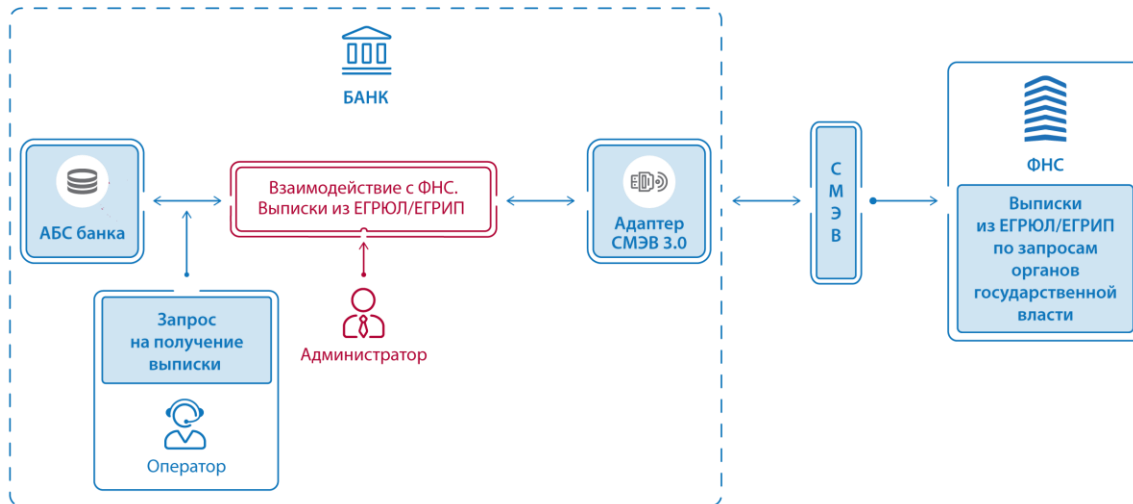 БАНК
АБС банка
Взаимодействие с ФНС.
Выписки из ЕГРЮЛ/ЕГРИП
Адаптер
СМЭВ 3.0
С
М
Э
В
ФНС
Выписки
из ЕГРЮЛ/ЕГРИП
по запросам
органов
государственной
власти
Запрос
на получение
выписки
Оператор
Администратор